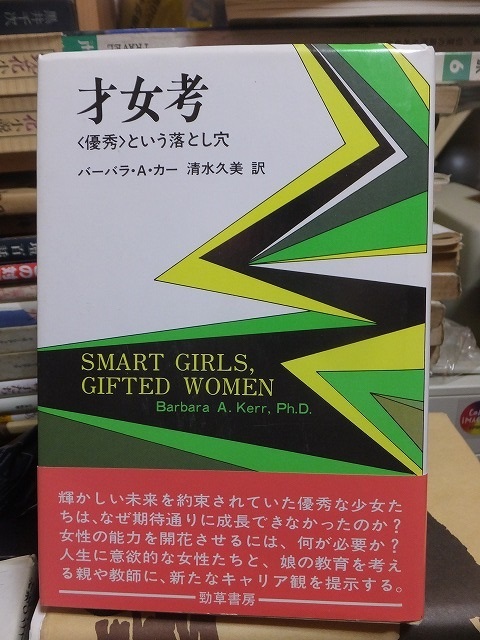 才女考
〈優秀〉という落とし穴
バーバラ・A・カー 清水久美 訳
SMART GIRLS,
GIFTED WOMEN
Barbara A. Kerr, Ph.D.
輝かしい未来を約束されていた優秀な少女た
ちは、なぜ期待通りに成長できなかったのか?
女性の能力を開花させるには、何が必要か?
人生に意欲的な女性たちと、娘の教育を考え
る親や教師に、新たなキャリア観を提示する。
勁草書房
6